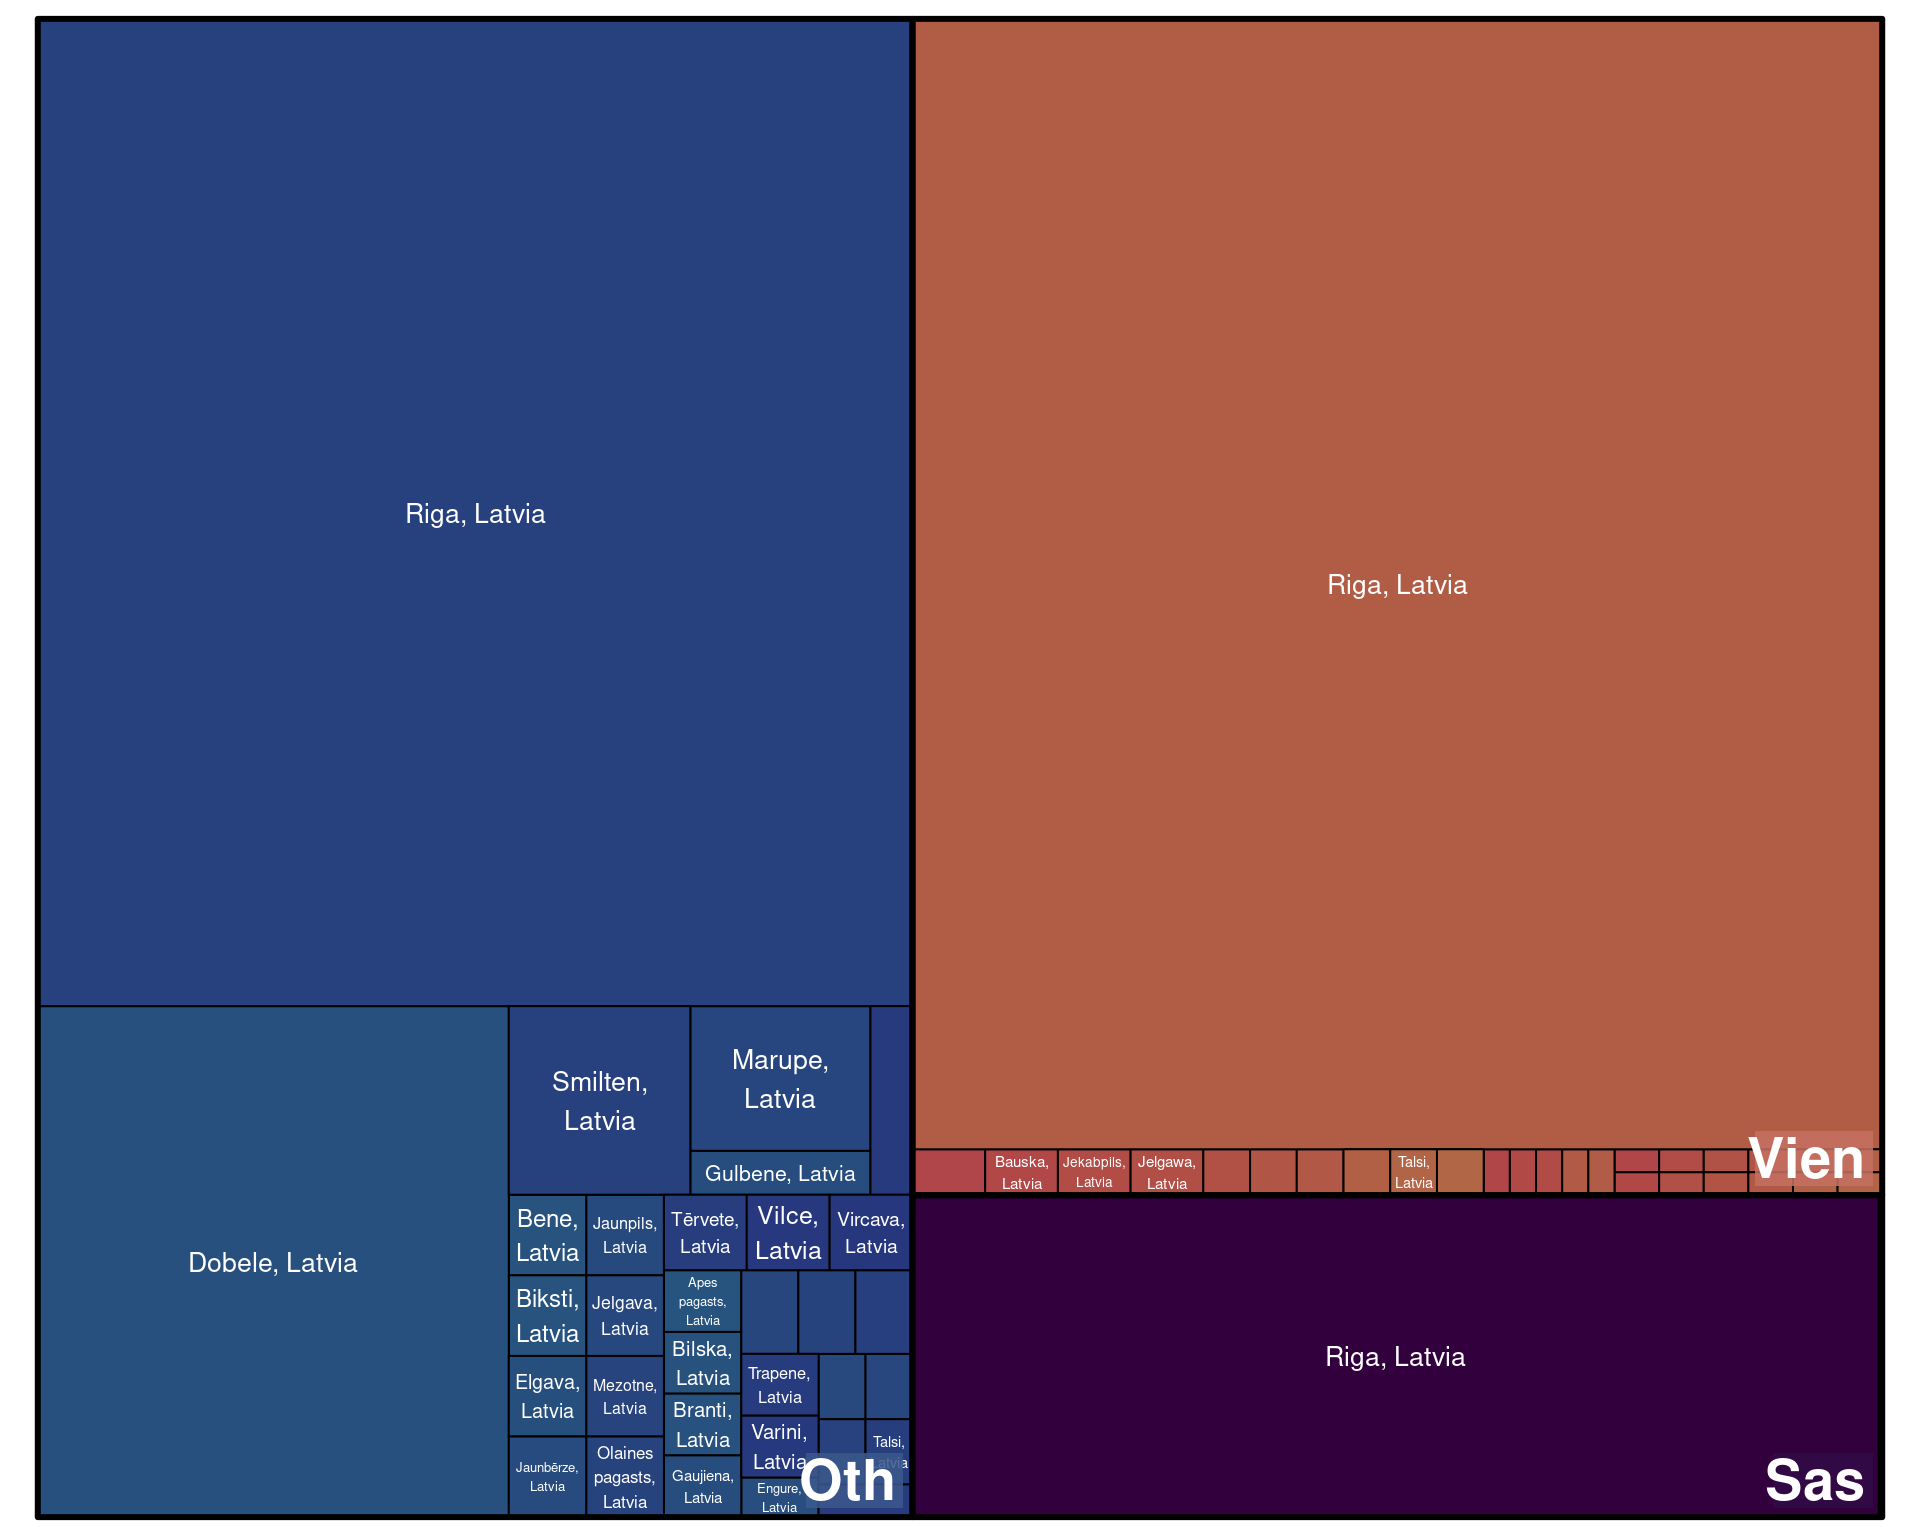 Riga, Latvia
Dobele, Latvia
Smilten,
Latvia
Marupe,
Latvia
Gulbene, Latvia
Bene,
Latvia
Jaunpils,
Latvia
Tērvete,
Latvia
Vilce,
Latvia
Vircava,
Latvia
Biksti,
Latvia
Jelgava,
Latvia
Apes
pagasts,
Latvia
Bilska,
Latvia
Elgava,
Latvia
Mezotne,
Latvia
Branti,
Latvia
Trapene,
Latvia
Varini,
Latvia
Jaunbērze,
Latvia
Olaines
pagasts,
Latvia
Gaujiena,
Latvia
Engure,
Latvia
Talsi,
Latvia
Oth
Riga, Latvia
Bauska,
Latvia
Jekabpils,
Latvia
Jelgawa,
Latvia
Talsi,
Latvia
Vien
Riga, Latvia
Sas